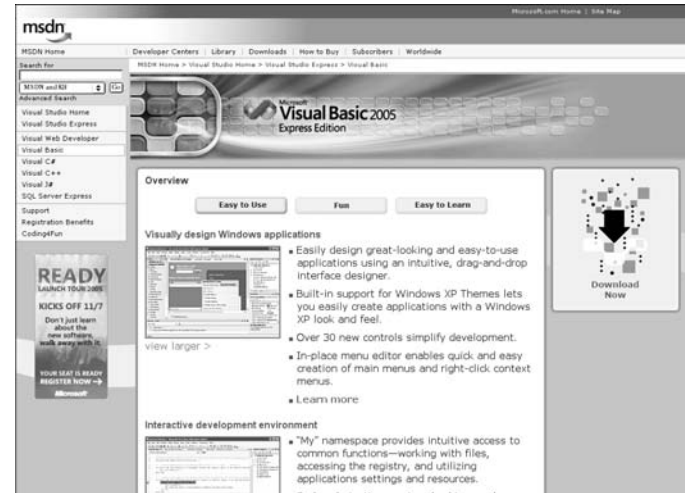 Microsoft.com Home | Site Map
msdn
MSDN Home
Developer Centers | Library | Downloads | How to Buy | Subscribers | Worldwide
Search for
MSDN Home > Visual Studio Home > Visual Studio Express > Visual Basic
MSDN and KB
Go
Advanced Search
Visual Studio Home
Visual Studio Express
Visual Web Developer
Visual Basic
Visual C#
Visual C++
Visual J#
SQL Server Express
Support
Registration Benefits
Coding4Fun
READY
LAUNCH TOUR 2005
KICKS OFF 11/7
Don't just learn
about the
new software,
walk away with it.
YOUR SEAT IS READY
REGISTER NOW
Microsoft
Microsoft
Visual Basic 2005
Express Edition
Overview
Easy to Use
Fun
Easy to Learn
Visually design Windows applications
view larger >
Easily design great-looking and easy-to-use
applications using an intuitive, drag-and-drop
interface designer.
Built-in support for Windows XP Themes lets
you easily create applications with a Windows
XP look and feel.
Over 30 new controls simplify development.
In-place menu editor enables quick and easy
creation of main menus and right-click context
menus.
Learn more
Interactive development environment
"My" namespace provides intuitive access to
common functions—working with files,
accessing the registry, and utilizing
applications settings and resources.
Download
Now